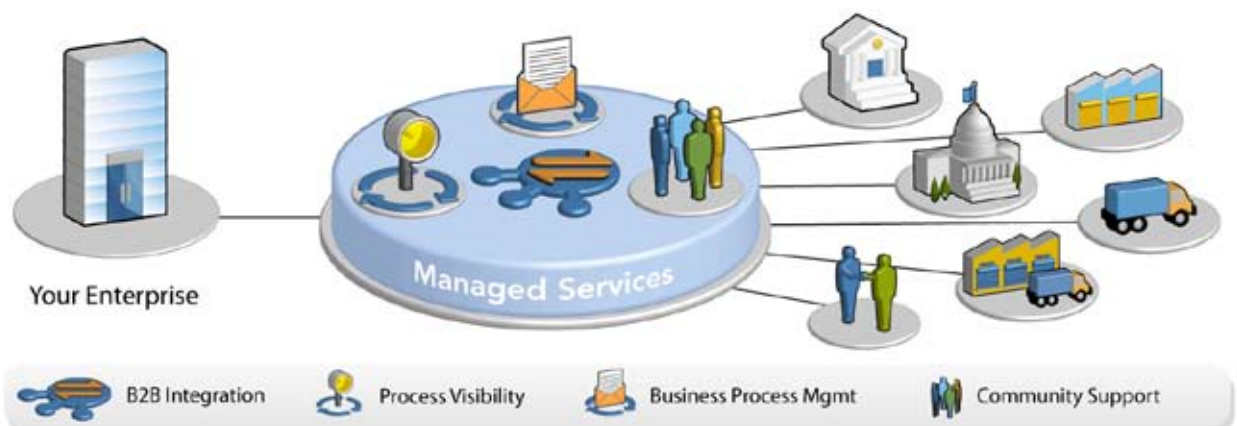 Managed Services
Your Enterprise
B2B Integration
Process Visibility
Business Process Mgmt
Community Support